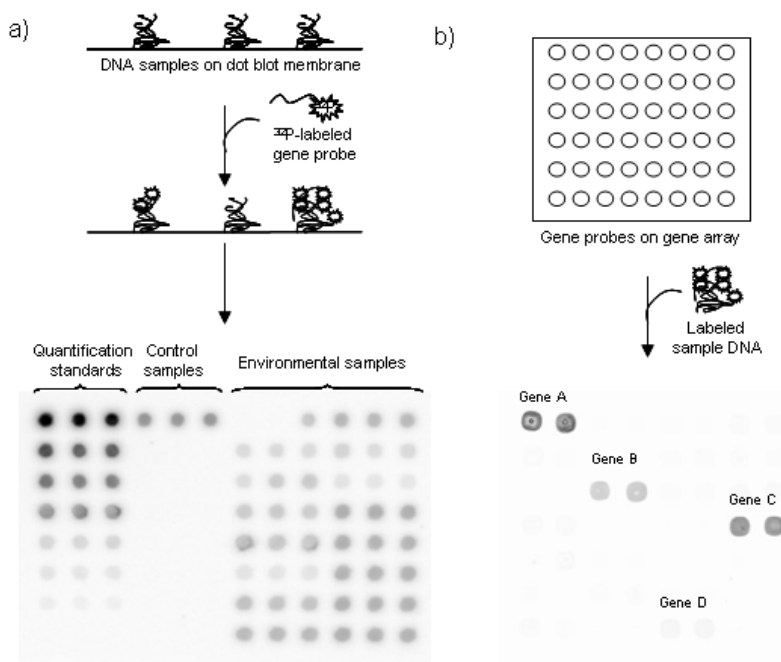 a)
DNA samples on dot blot membrane
³²P-labeled
gene probe
Quantification
standards
Control
samples
Environmental samples
b)
Gene probes on gene array
Labeled
sample DNA
Gene A
Gene B
Gene C
Gene D